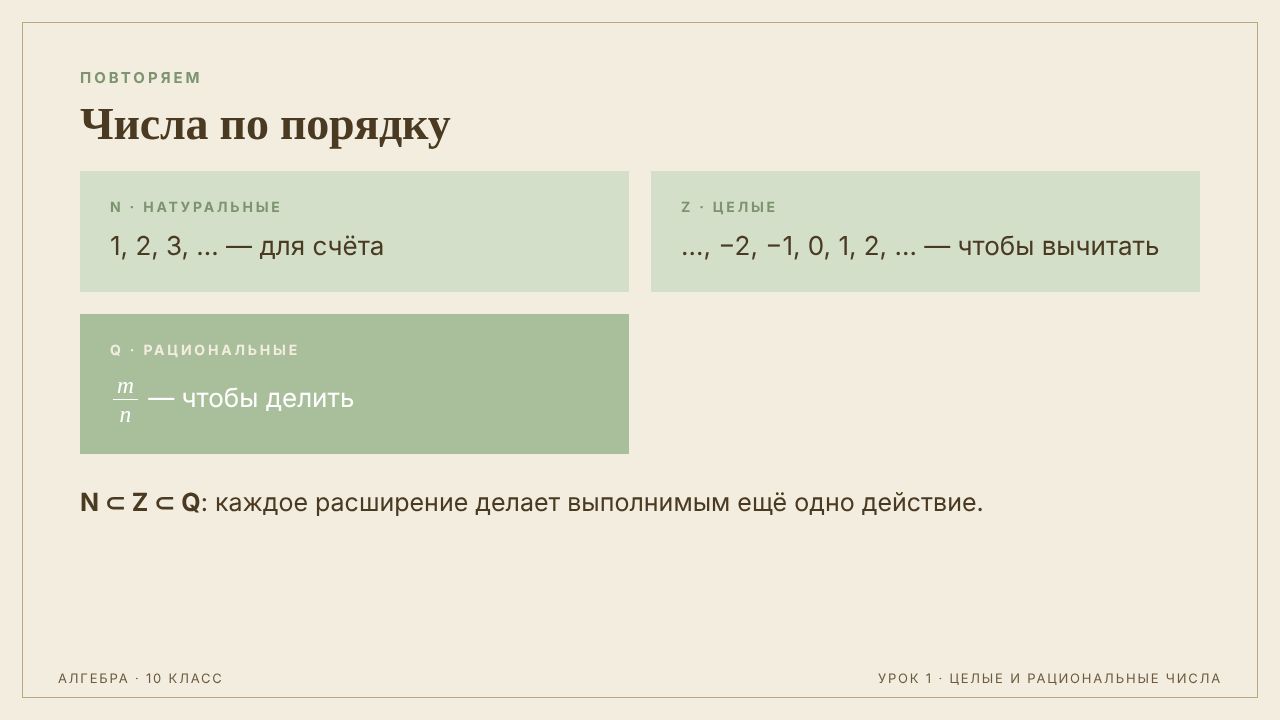 ПОВТОРЯЕМ
Числа по порядку
N · НАТУРАЛЬНЫЕ
1, 2, 3, … — для счёта
Z · ЦЕЛЫЕ
…, −2, −1, 0, 1, 2, … — чтобы вычитать
Q · РАЦИОНАЛЬНЫЕ
m/n — чтобы делить
N ⊂ Z ⊂ Q: каждое расширение делает выполнимым ещё одно действие.
АЛГЕБРА · 10 КЛАСС
УРОК 1 · ЦЕЛЫЕ И РАЦИОНАЛЬНЫЕ ЧИСЛА